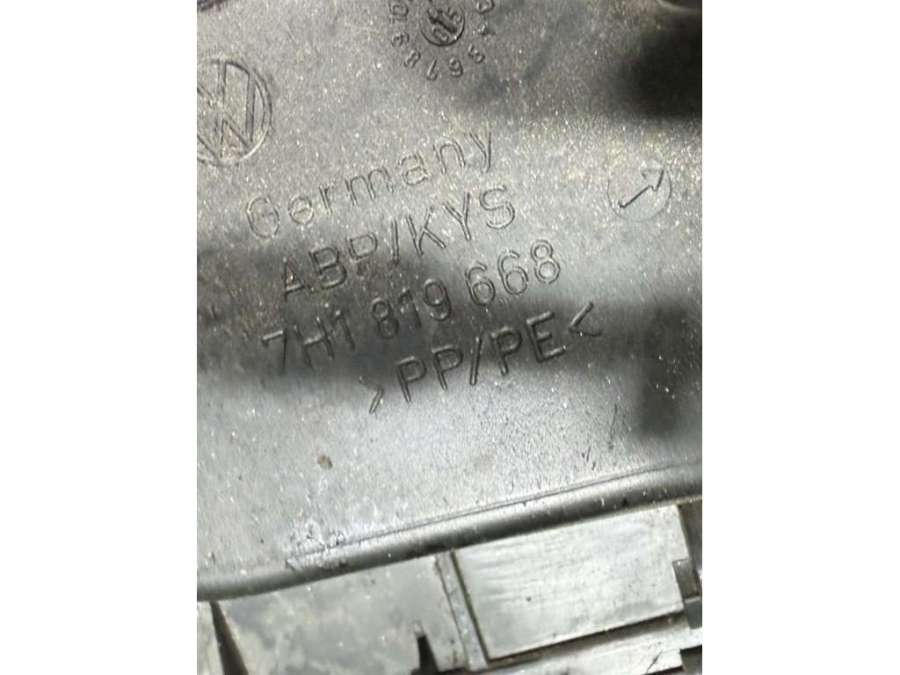 Germany
ABP/KYS
7H1 819 668
>PP/PE<